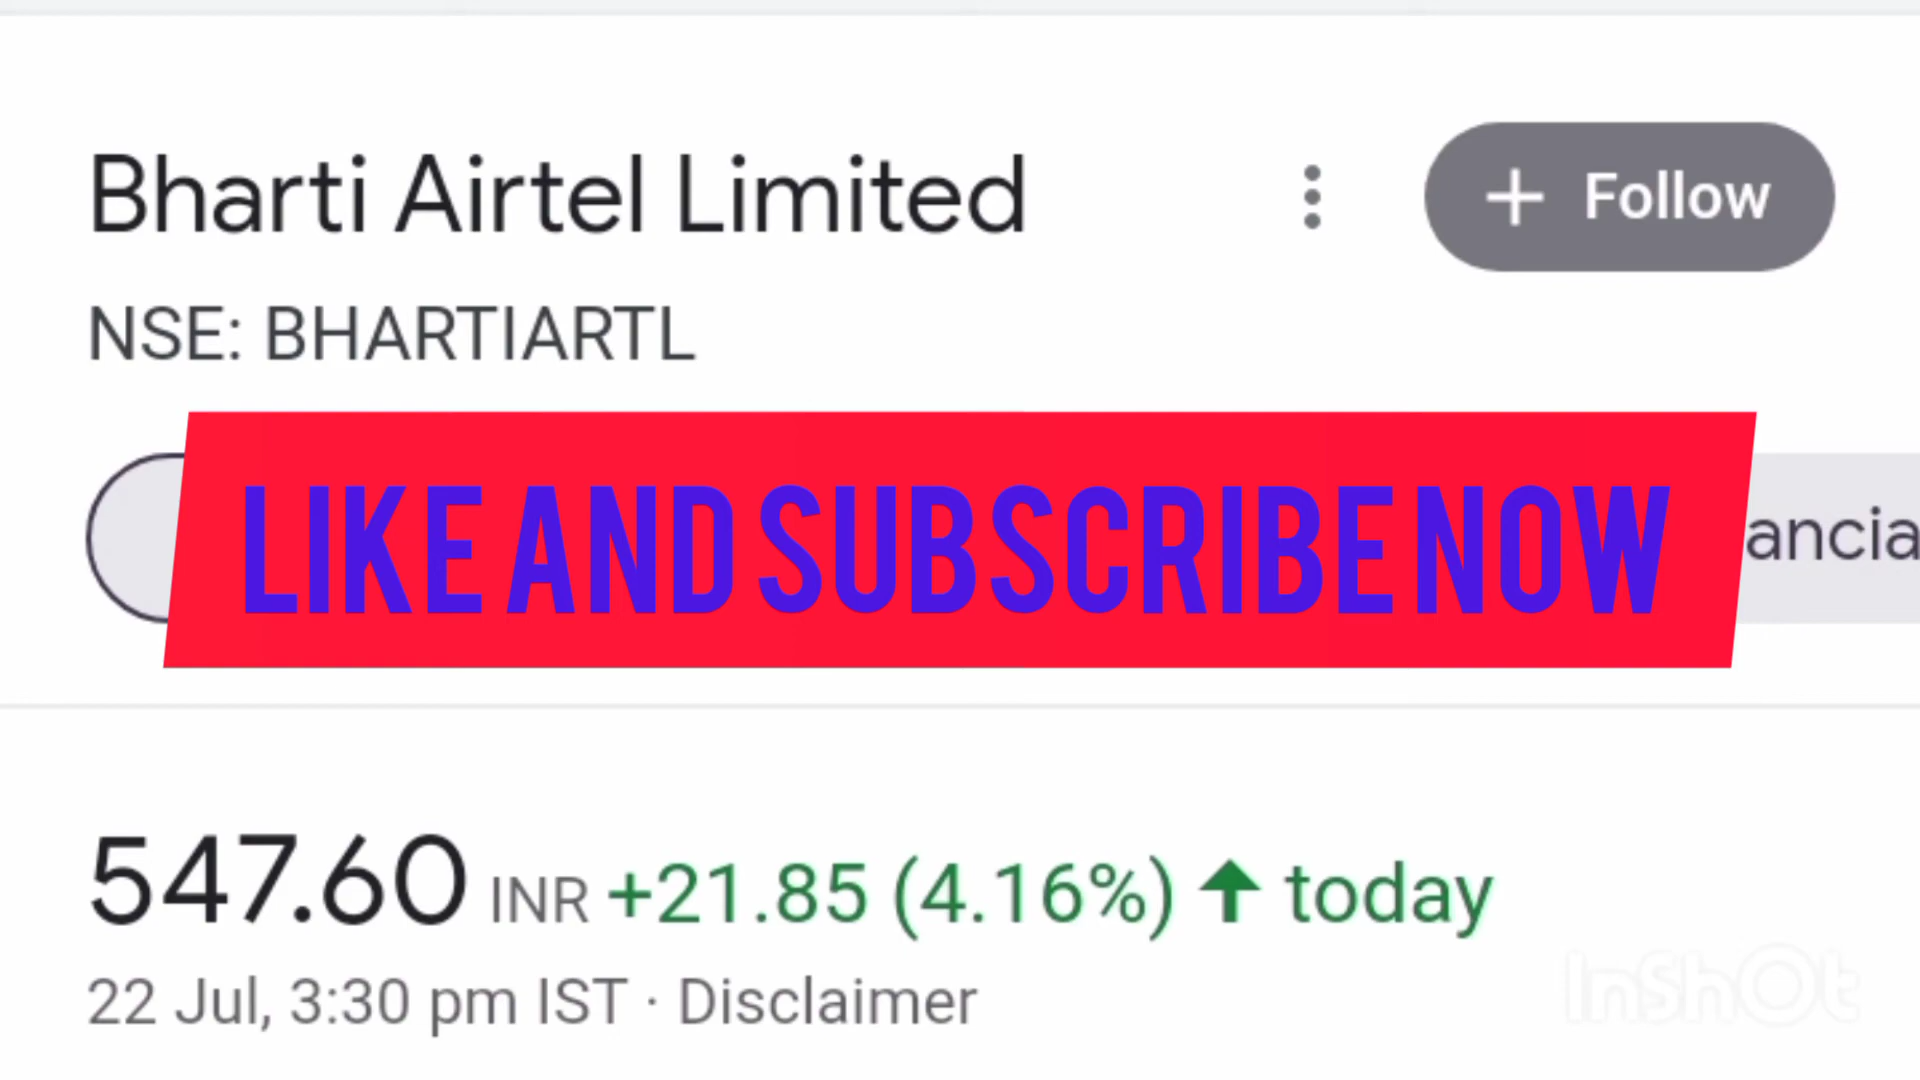 Bharti Airtel Limited
+ Follow
NSE: BHARTIARTL
LIKE AND SUBSCRIBE NOW
ancia
547.60 INR +21.85 (4.16%) ↑ today
22 Jul, 3:30 pm IST · Disclaimer
InShOt